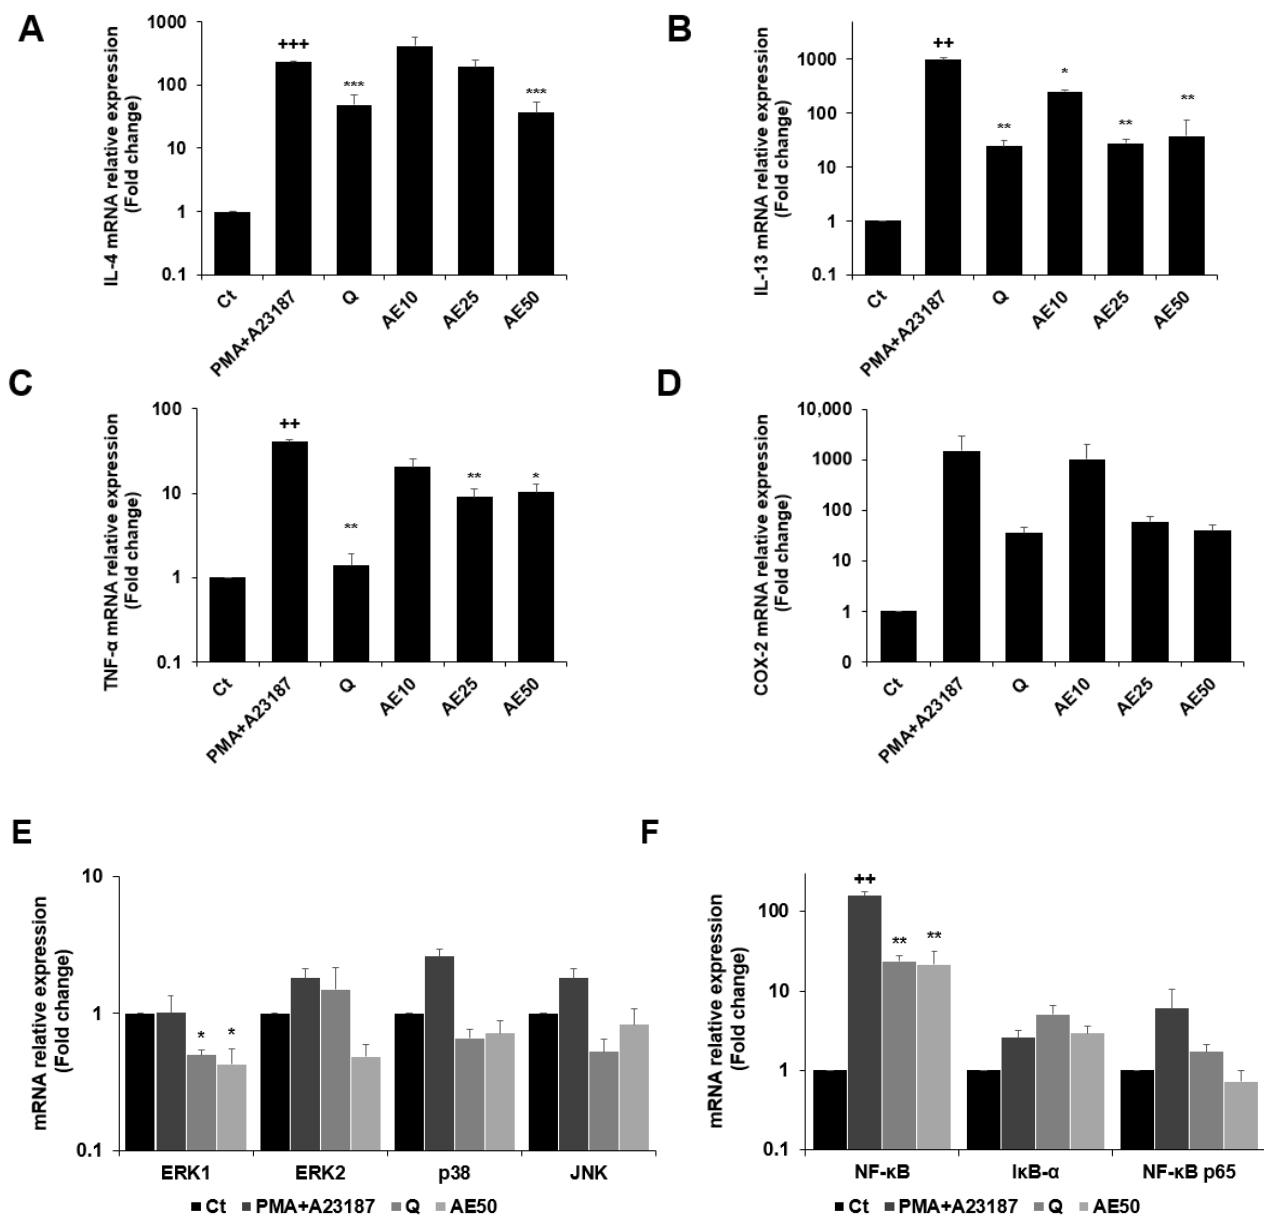 A
IL-4 mRNA relative expression
(Fold change)
1000
100
10
1
0.1
+++
***
***
Ct
PMA+A23187
Q
AE10
AE25
AE50
B
IL-13 mRNA relative expression
(Fold change)
1000
100
10
1
0.1
++
**
*
**
**
Ct
PMA+A23187
Q
AE10
AE25
AE50
C
TNF-α mRNA relative expression
(Fold change)
100
10
1
0.1
++
**
**
*
Ct
PMA+A23187
Q
AE10
AE25
AE50
D
COX-2 mRNA relative expression
(Fold change)
10,000
1000
100
10
1
0
Ct
PMA+A23187
Q
AE10
AE25
AE50
E
mRNA relative expression
(Fold change)
10
1
0.1
*
*
ERK1
ERK2
p38
JNK
Ct PMA+A23187 Q AE50
F
mRNA relative expression
(Fold change)
100
10
1
0.1
++
**
**
NF-κB
IκB-α
NF-κB p65
Ct PMA+A23187 Q AE50